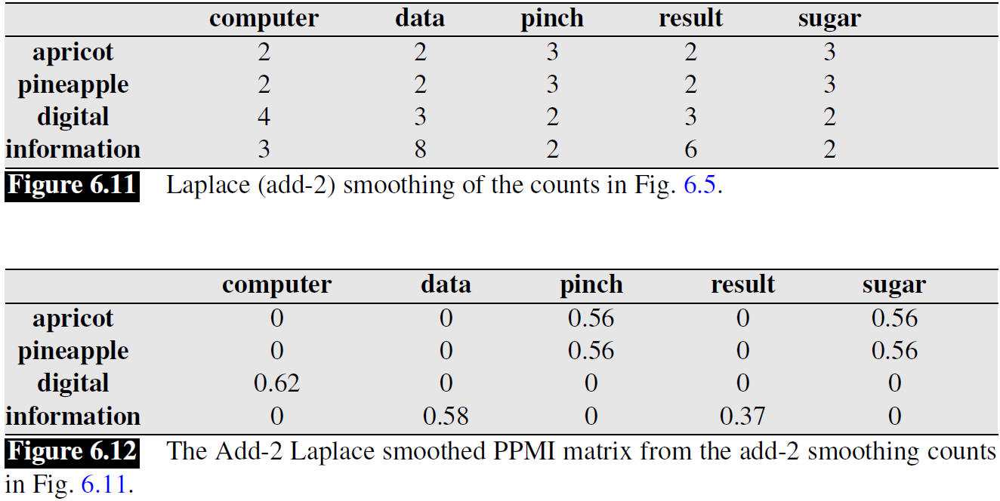 computer data pinch result sugar
apricot 2 2 3 2 3
pineapple 2 2 3 2 3
digital 4 3 2 3 2
information 3 8 2 6 2
Figure 6.11 Laplace (add-2) smoothing of the counts in Fig. 6.5.
computer data pinch result sugar
apricot 0 0 0.56 0 0.56
pineapple 0 0 0.56 0 0.56
digital 0.62 0 0 0 0
information 0 0.58 0 0.37 0
Figure 6.12 The Add-2 Laplace smoothed PPMI matrix from the add-2 smoothing counts
in Fig. 6.11.